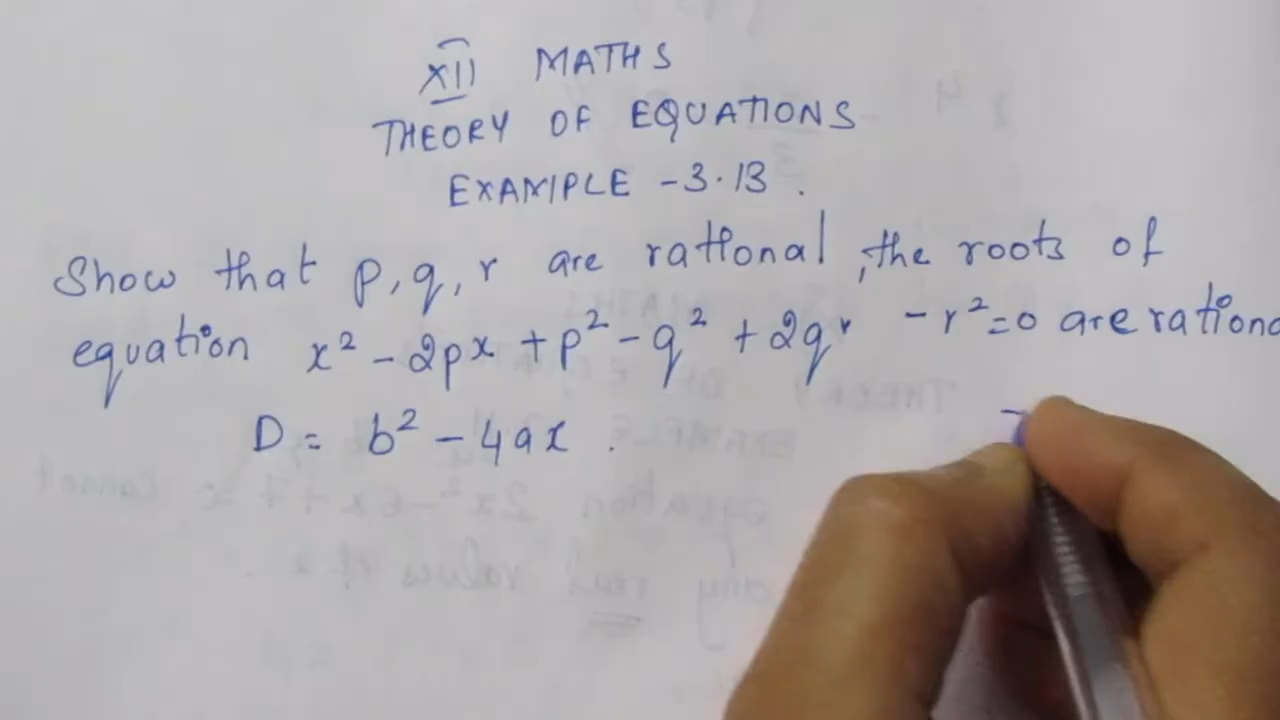 XII MATHS
THEORY OF EQUATIONS
EXAMPLE - 3.13.
Show that p, q, r are rational, the roots of
equation x² - 2px + p² - q² + 2qr - r² = 0 are rationa
D = b² - 4ax.